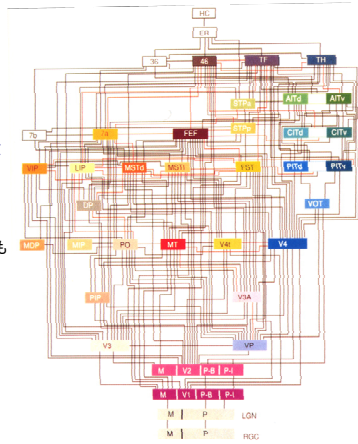 HC
ER
36 46 TF TH
STPa AITd AITv
7b 7a FEF STPp CITd CITv
VIP LIP MSTd MSTl FST PITd PITv
DP VOT
も
MDP MIP PO MT V4t V4
PIP V3A
V3 VP
M V2 P-B P-I
M V1 P-B P-I
M P LGN
M P RGC